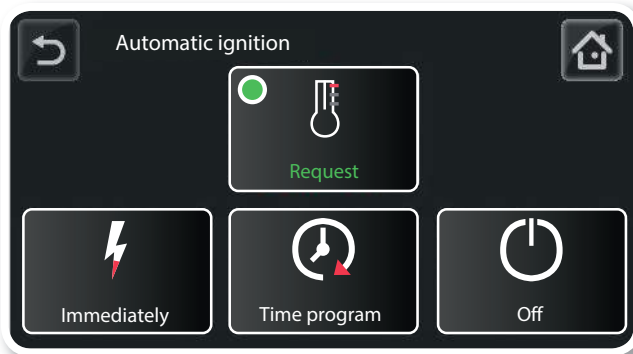 Automatic ignition
Request
Immediately
Time program
Off